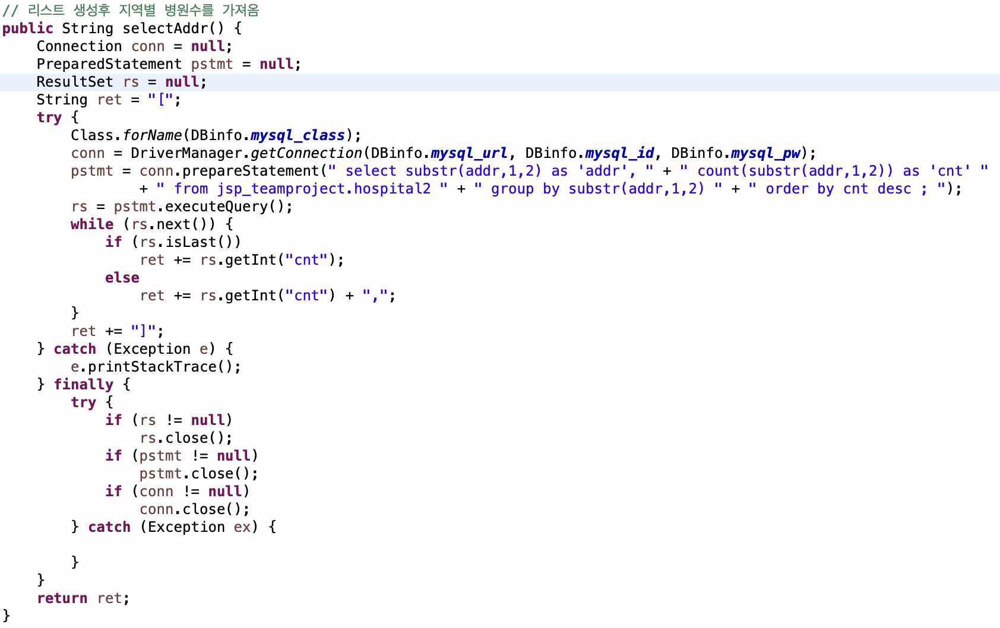 // 리스트 생성후 지역별 병원수를 가져옴
public String selectAddr() {
    Connection conn = null;
    PreparedStatement pstmt = null;
    ResultSet rs = null;
    String ret = "[";
    try {
        Class.forName(DBinfo.mysql_class);
        conn = DriverManager.getConnection(DBinfo.mysql_url, DBinfo.mysql_id, DBinfo.mysql_pw);
        pstmt = conn.prepareStatement(" select substr(addr,1,2) as 'addr', " + " count(substr(addr,1,2)) as 'cnt' "
                + " from jsp_teamproject.hospital2 " + " group by substr(addr,1,2) " + " order by cnt desc ; ");
        rs = pstmt.executeQuery();
        while (rs.next()) {
            if (rs.isLast())
                ret += rs.getInt("cnt");
            else
                ret += rs.getInt("cnt") + ",";
        }
        ret += "]";
    } catch (Exception e) {
        e.printStackTrace();
    } finally {
        try {
            if (rs != null)
                rs.close();
            if (pstmt != null)
                pstmt.close();
            if (conn != null)
                conn.close();
        } catch (Exception ex) {

        }
    }
    return ret;
}